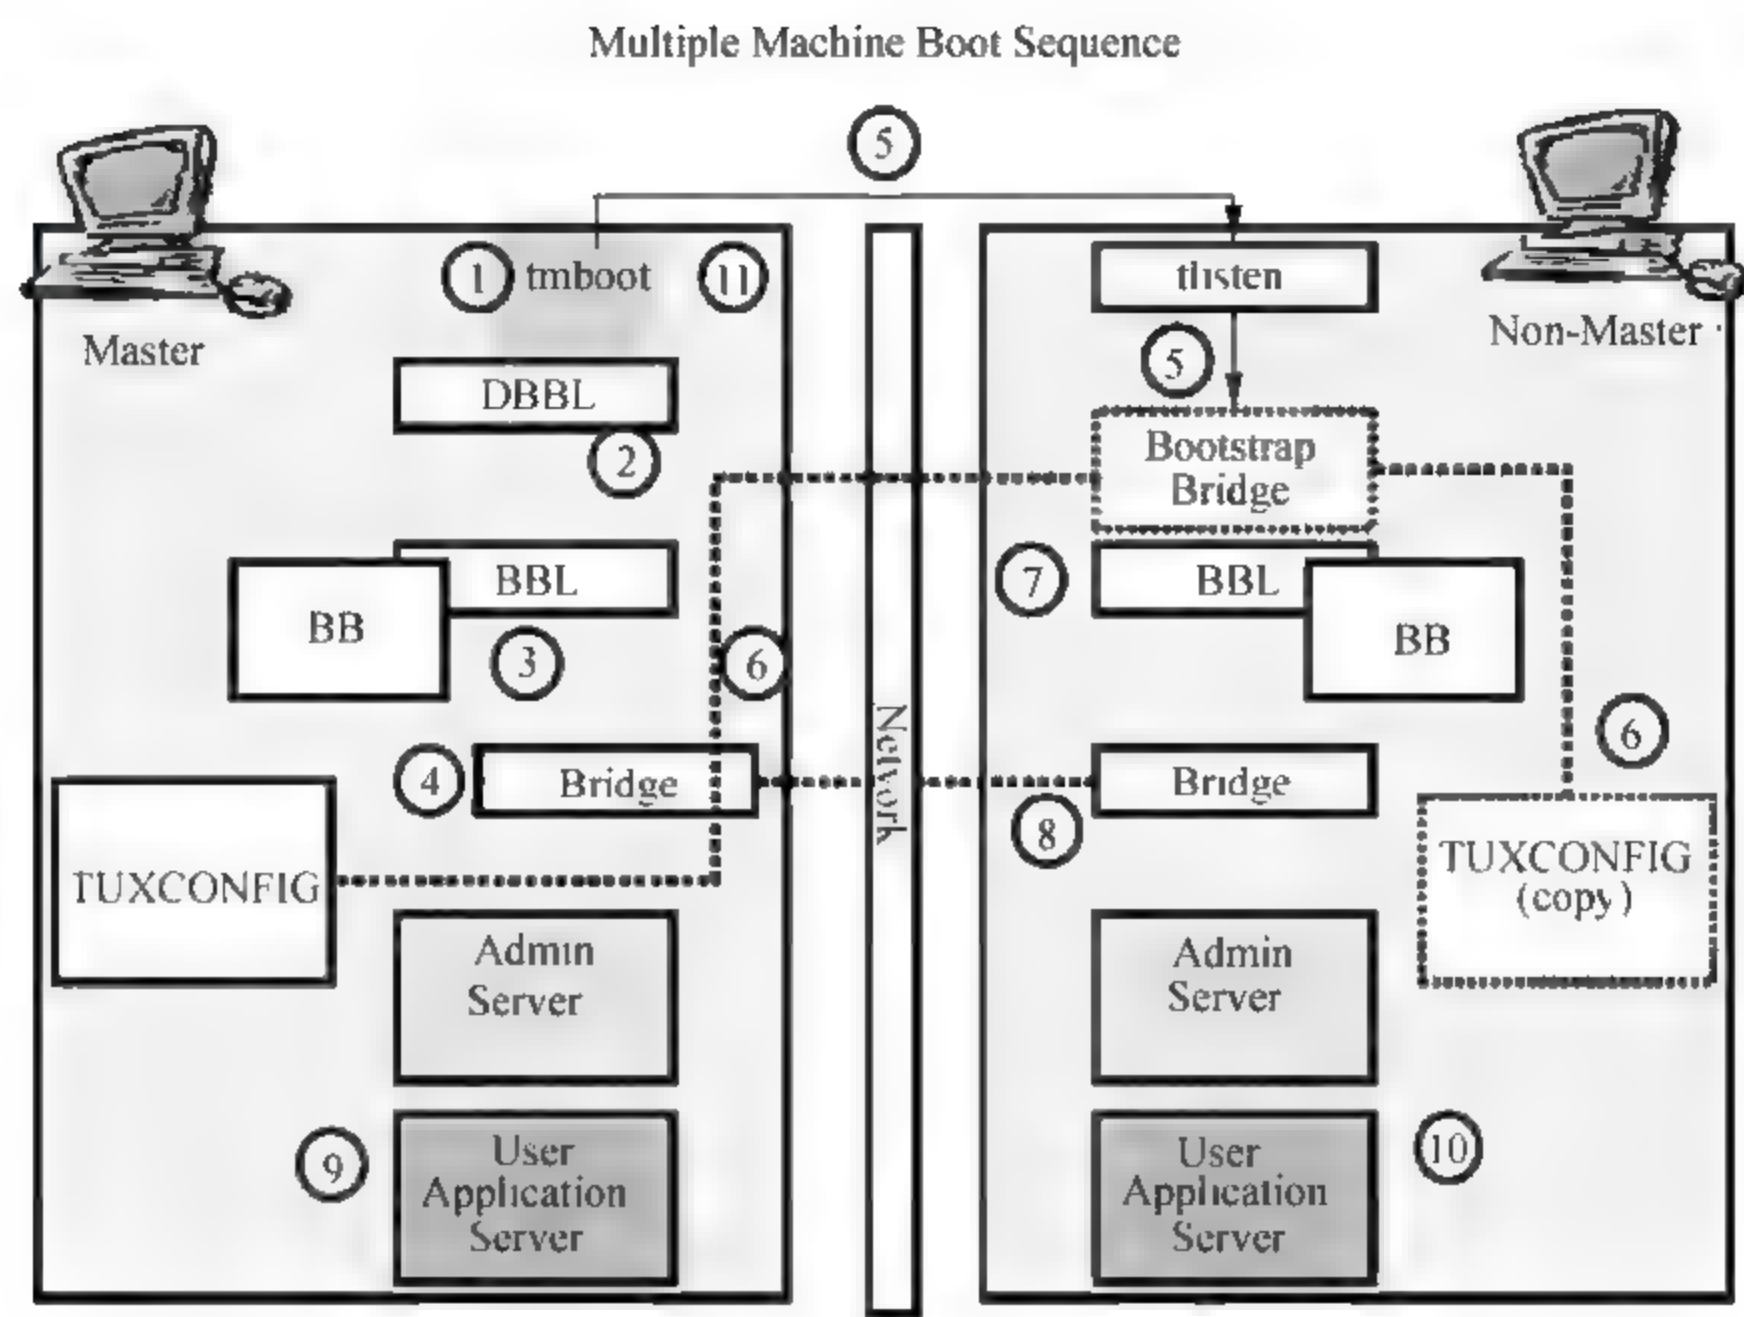 Multiple Machine Boot Sequence
5
1 tmboot 11
Master
DBBL
2
BBL
BB
3
6
4
Bridge
TUXCONFIG
Admin
Server
9
User
Application
Server
Network
tlisten
Non-Master
5
Bootstrap
Bridge
7
BBL
BB
6
Bridge
8
TUXCONFIG
(copy)
Admin
Server
User
Application
Server
10